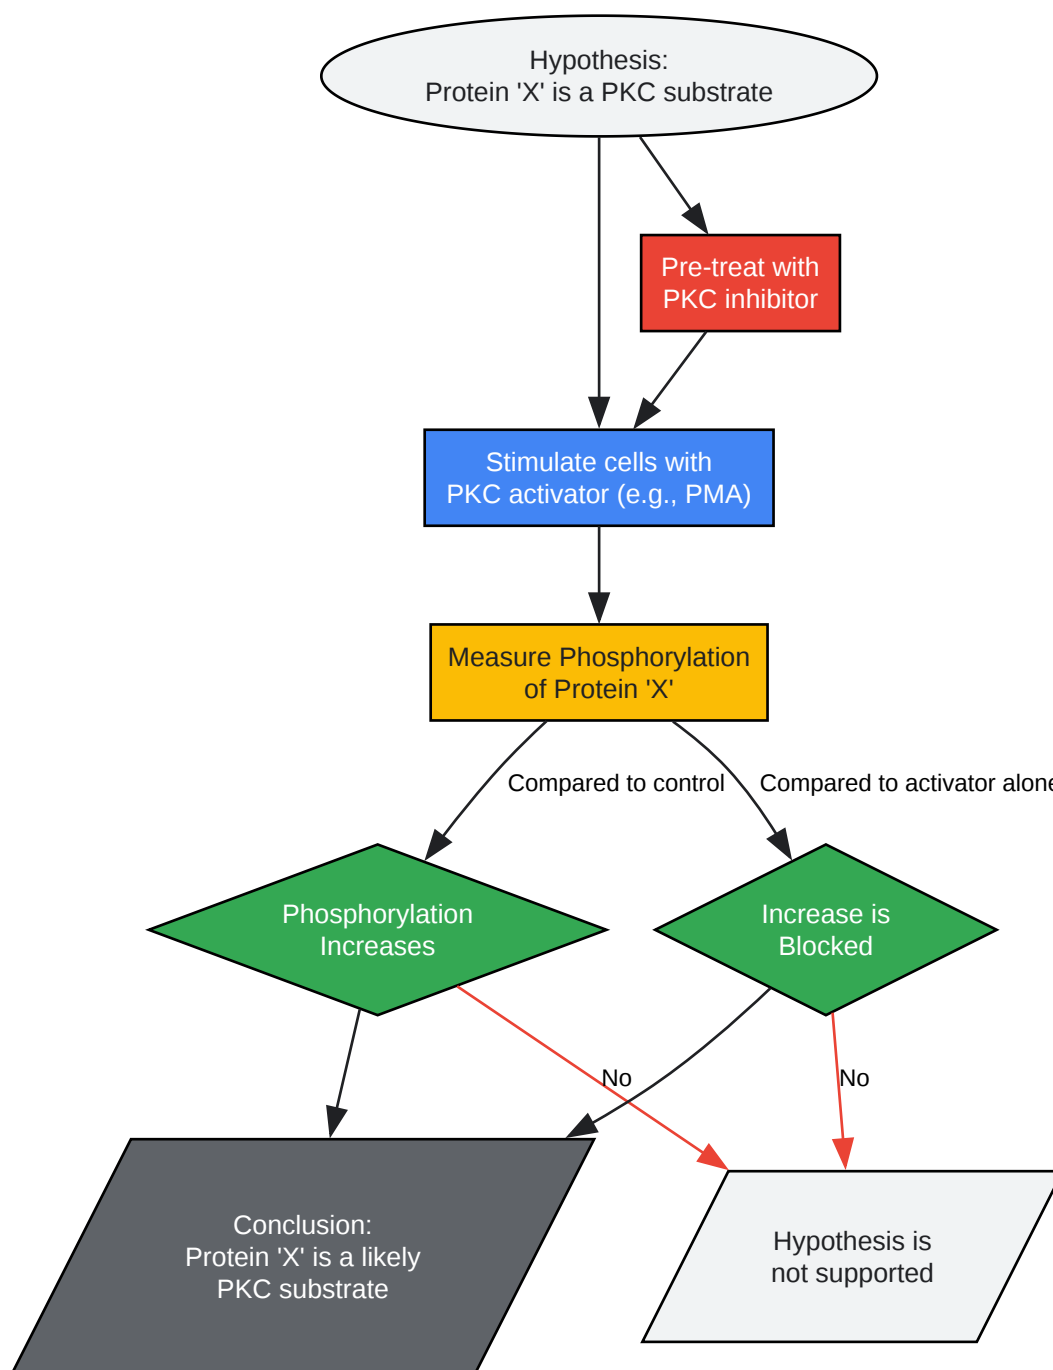 Hypothesis:
Protein 'X' is a PKC substrate
Pre-treat with
PKC inhibitor
Stimulate cells with
PKC activator (e.g., PMA)
Measure Phosphorylation
of Protein 'X'
Compared to control
Compared to activator alone
Phosphorylation
Increases
Increase is
Blocked
No
No
Conclusion:
Protein 'X' is a likely
PKC substrate
Hypothesis is
not supported